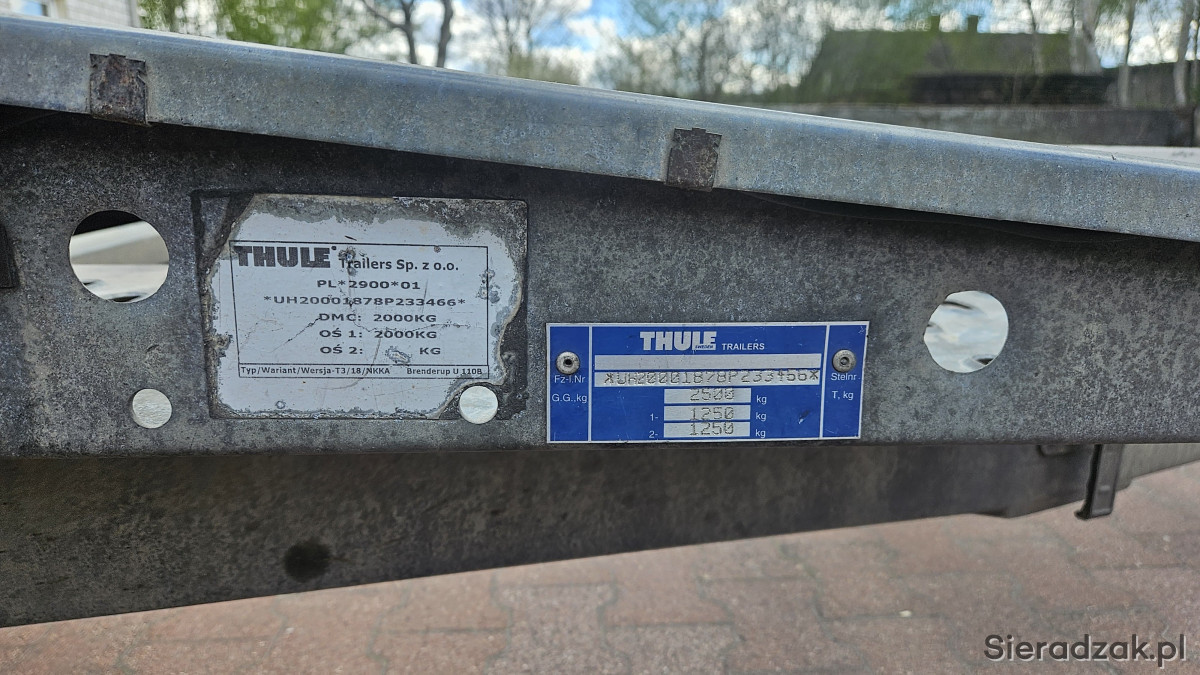 THULE Trailers Sp. z o.o.
PL*2900*01
*UH20001878P233466*
DMC: 2000KG
OŚ 1: 2000KG
OŚ 2: KG
Typ/Wariant/Wersja-T3/18/NKKA Brenderup U 110B
THULE
SWEDEN
TRAILERS
Fz-I.Nr *UH20001878P233466* Stelnr
G.G.,kg 2500 kg T, kg
1- 1250 kg
2- 1250 kg
Sieradzak.pl